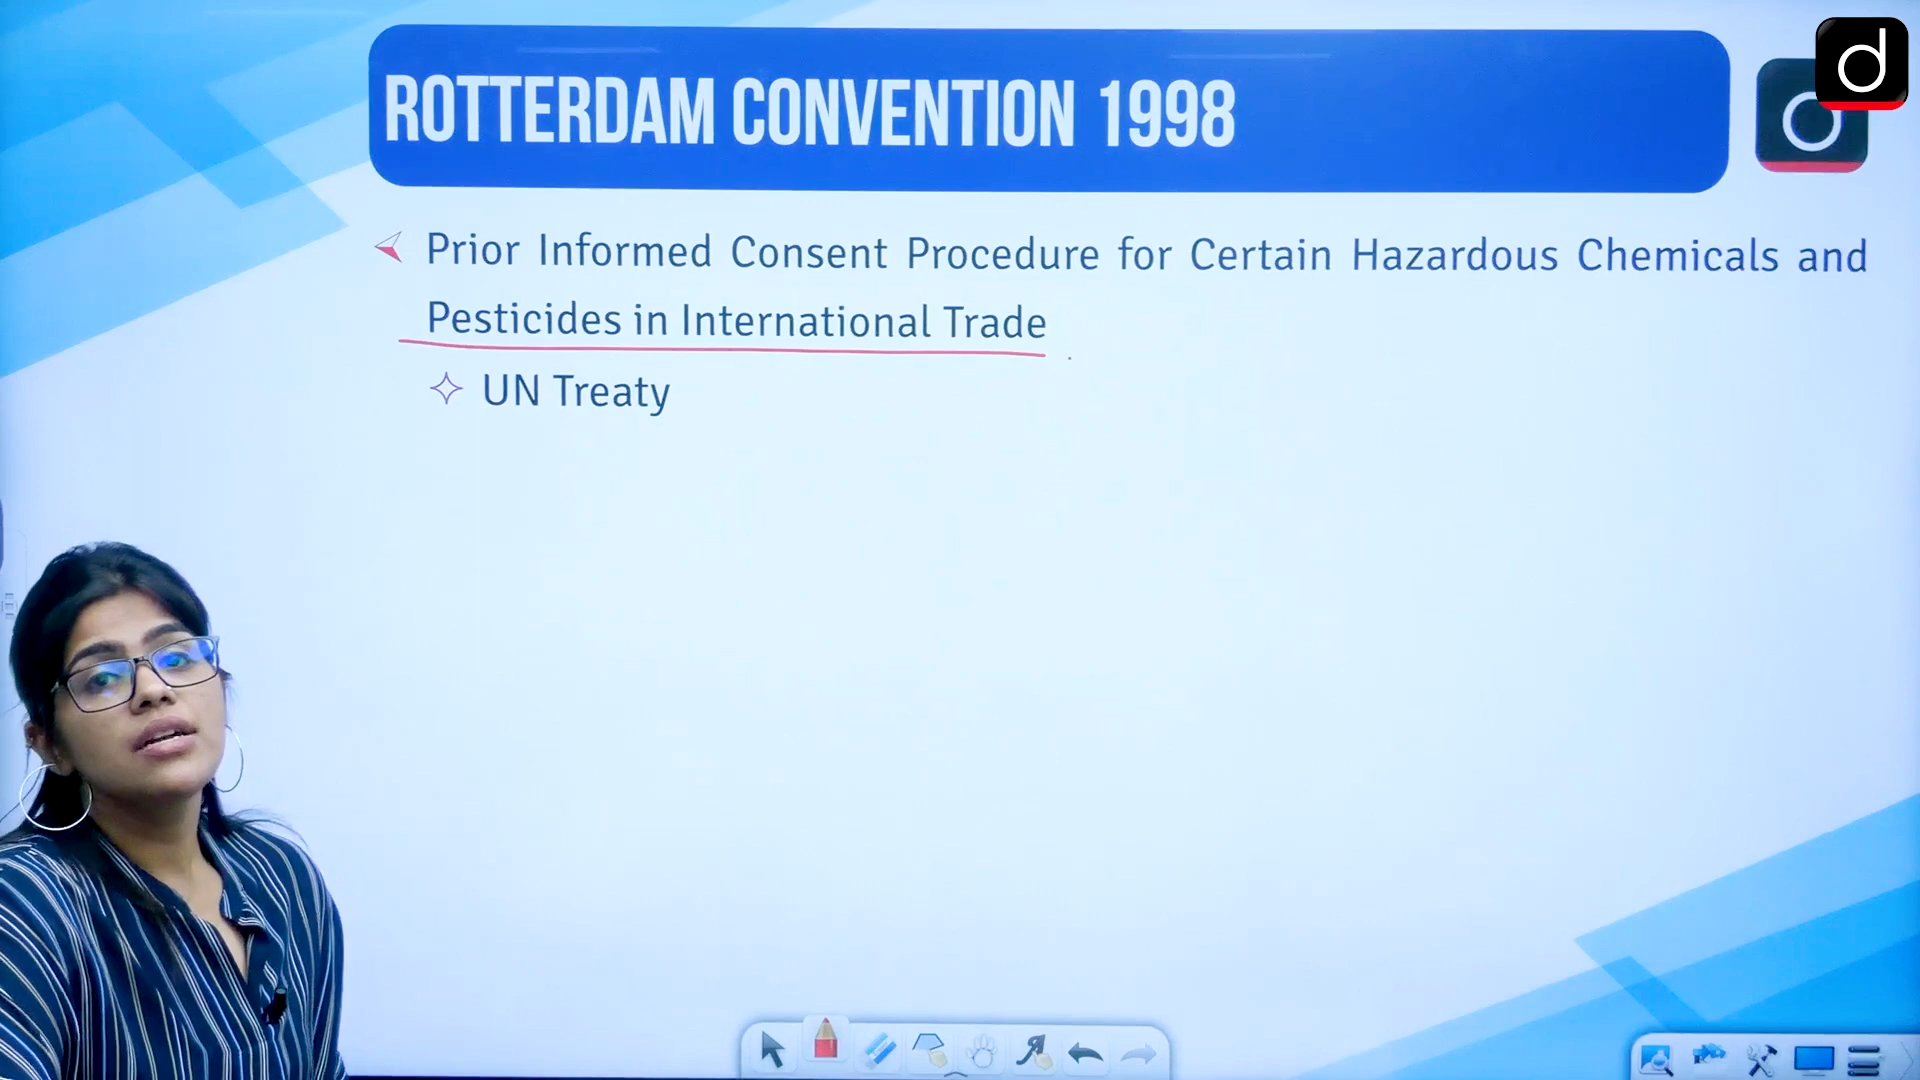 ROTTERDAM CONVENTION 1998
Prior Informed Consent Procedure for Certain Hazardous Chemicals and
Pesticides in International Trade
UN Treaty
d